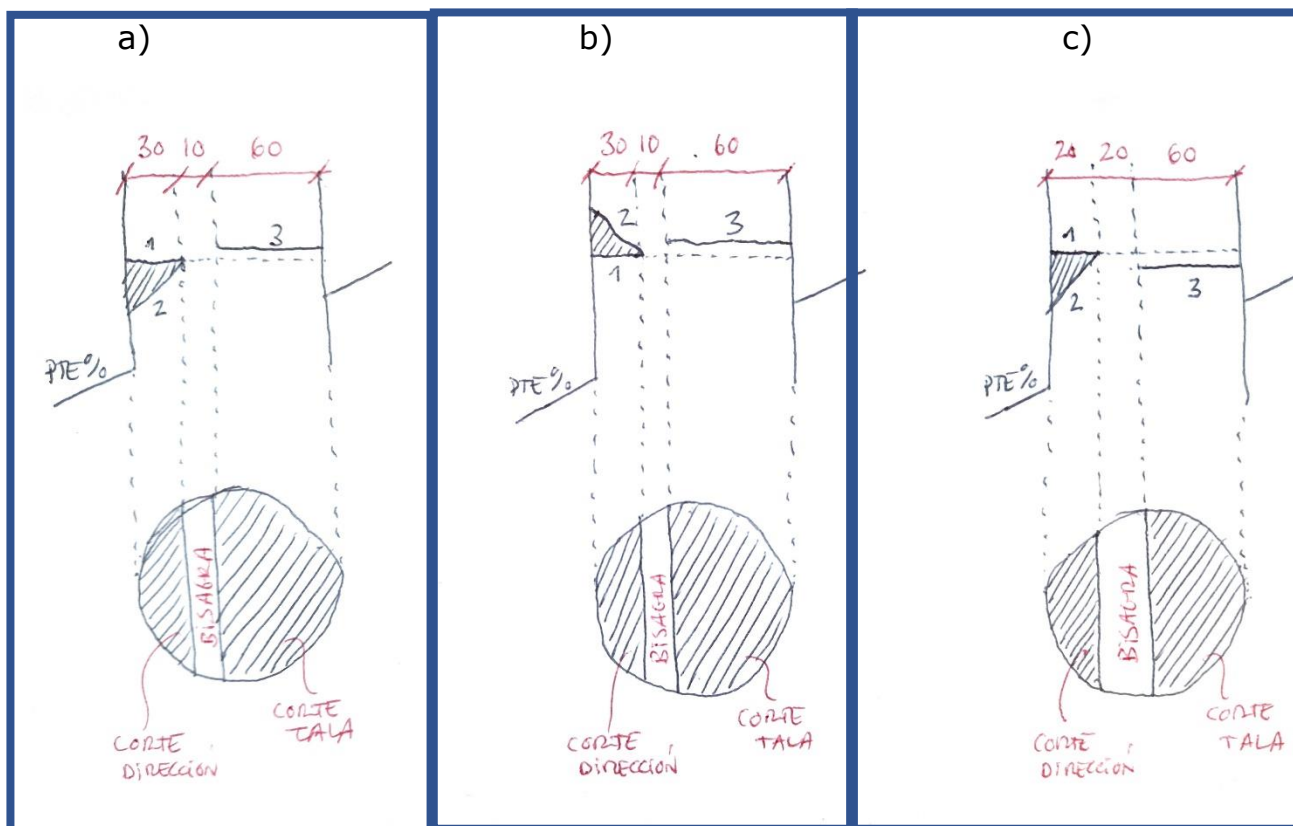 a)
30 10 60
1
3
2
PTE%
BISAGRA
CORTE
DIRECCIÓN
CORTE
TALA
b)
30 10 60
2
3
1
PTE%
BISAGRA
CORTE
DIRECCIÓN
CORTE
TALA
c)
20 20 60
1
2
3
PTE%
BISAGRA
CORTE
DIRECCIÓN
CORTE
TALA